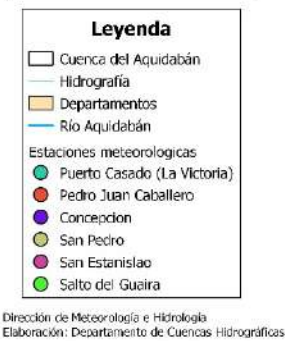 Leyenda
Cuenca del Aquidabán
Hidrografía
Departamentos
Río Aquidabán
Estaciones meteorologicas
Puerto Casado (La Victoria)
Pedro Juan Caballero
Concepcion
San Pedro
San Estanislao
Salto del Guaira
Dirección de Meteorología e Hidrologia
Elaboración: Departamento de Cuencas Hidrográficas